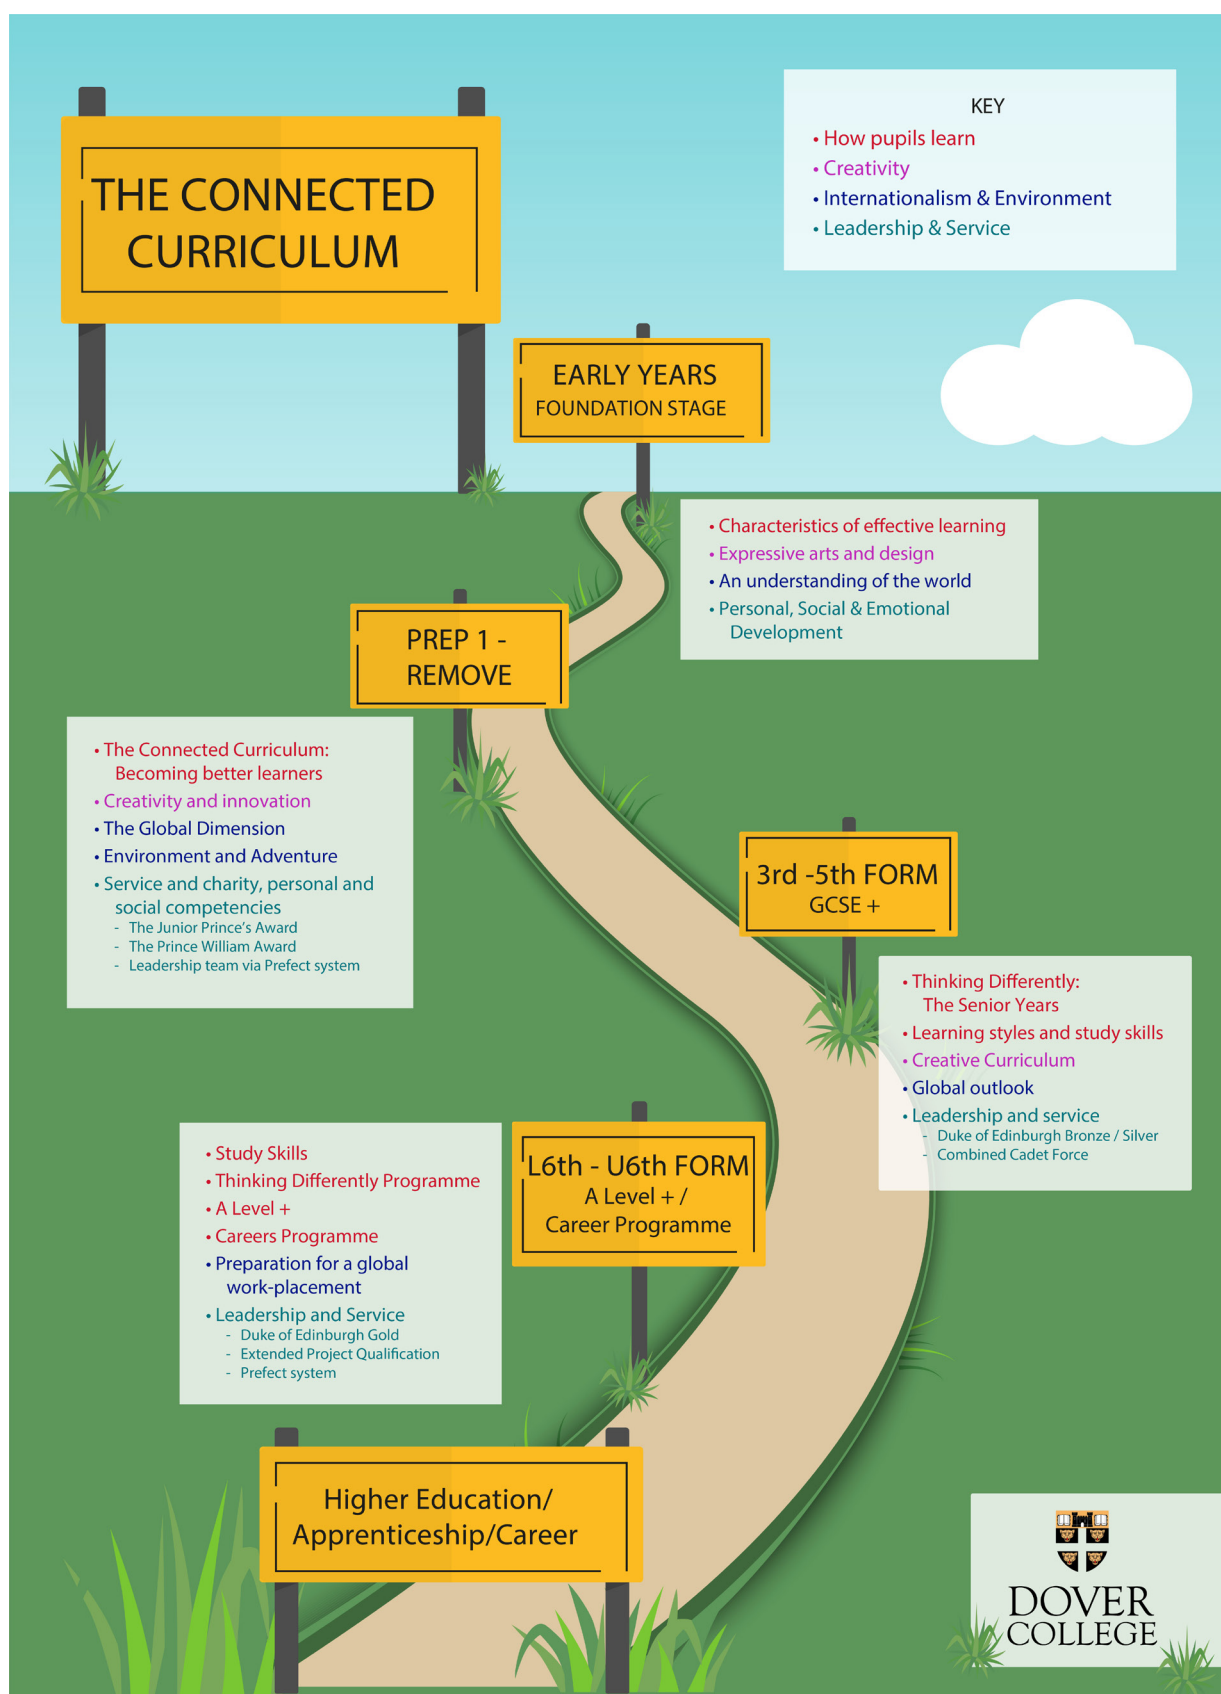 THE CONNECTED
CURRICULUM
KEY
• How pupils learn
• Creativity
• Internationalism & Environment
• Leadership & Service
EARLY YEARS
FOUNDATION STAGE
• Characteristics of effective learning
• Expressive arts and design
• An understanding of the world
• Personal, Social & Emotional
Development
PREP 1 -
REMOVE
• The Connected Curriculum:
Becoming better learners
• Creativity and innovation
• The Global Dimension
• Environment and Adventure
• Service and charity, personal and
social competencies
- The Junior Prince's Award
- The Prince William Award
- Leadership team via Prefect system
3rd -5th FORM
GCSE +
• Thinking Differently:
The Senior Years
• Learning styles and study skills
• Creative Curriculum
• Global outlook
• Leadership and service
- Duke of Edinburgh Bronze / Silver
- Combined Cadet Force
L6th - U6th FORM
A Level + /
Career Programme
• Study Skills
• Thinking Differently Programme
• A Level +
• Careers Programme
• Preparation for a global
work-placement
• Leadership and Service
- Duke of Edinburgh Gold
- Extended Project Qualification
- Prefect system
Higher Education/
Apprenticeship/Career
DOVER
COLLEGE